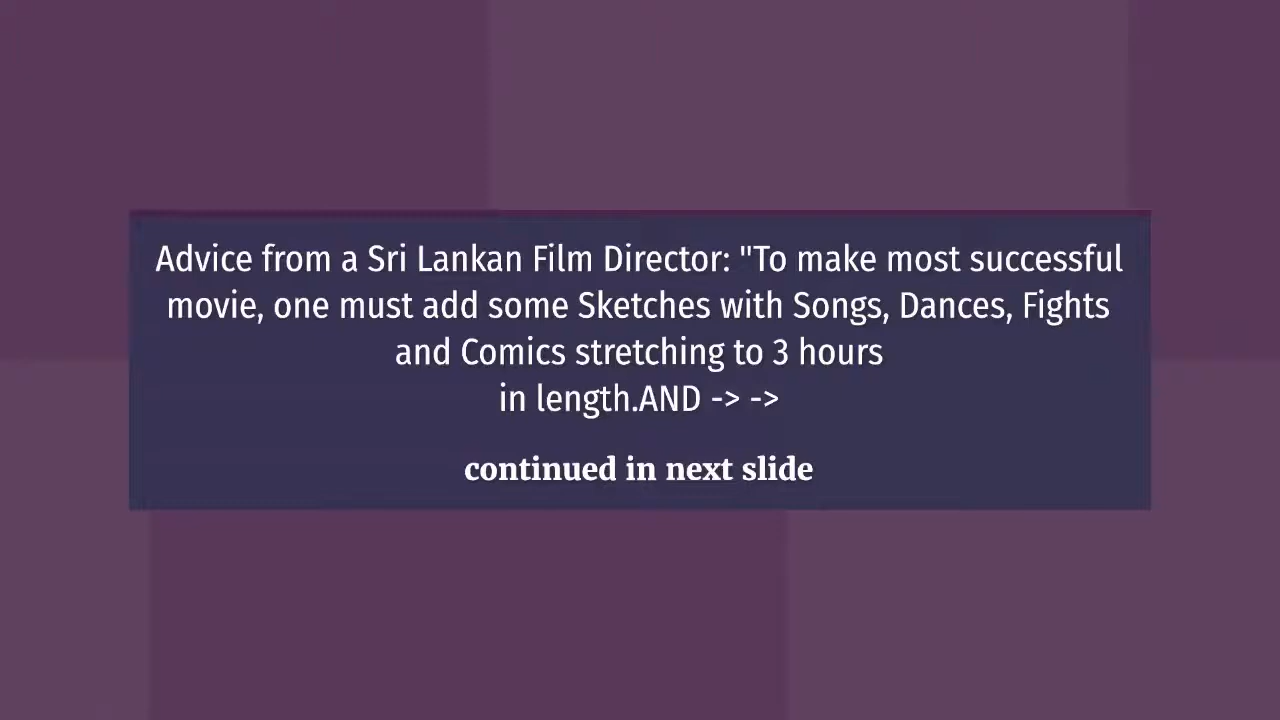 Advice from a Sri Lankan Film Director: "To make most successful
movie, one must add some Sketches with Songs, Dances, Fights
and Comics stretching to 3 hours
in length.AND -> ->
continued in next slide